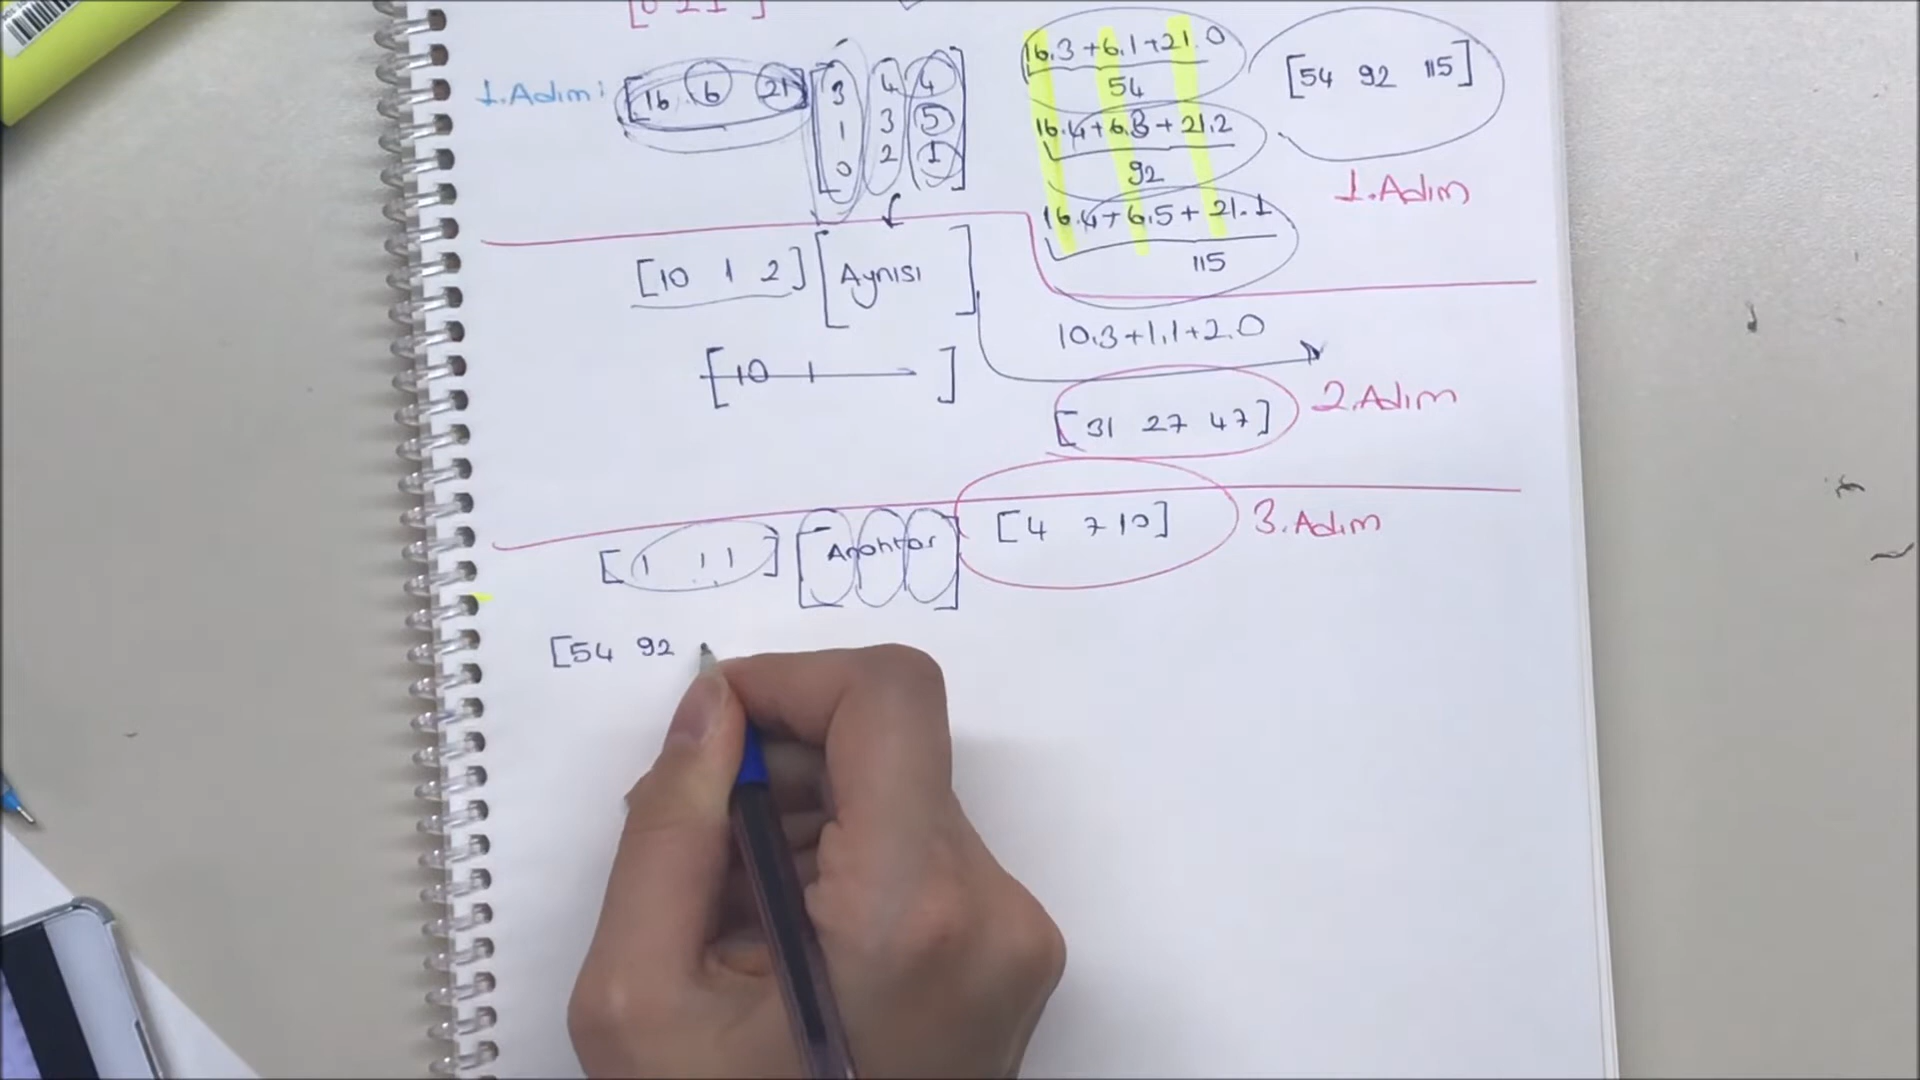 [0 1 1 ]
1.Adım: [16 6 21] [3 4 4
1 3 5
0 2 1]
16.3+6.1+21.0
54
16.4+6.3+21.2
92
16.4+6.5+21.1
115
[54 92 115]
1.Adım
[10 1 2] [Aynısı ]
10.3+1.1+2.0
[10 1 ]
[31 27 47] 2.Adım
[1 1 1] [Anahtar] [4 7 10] 3.Adım
[54 92